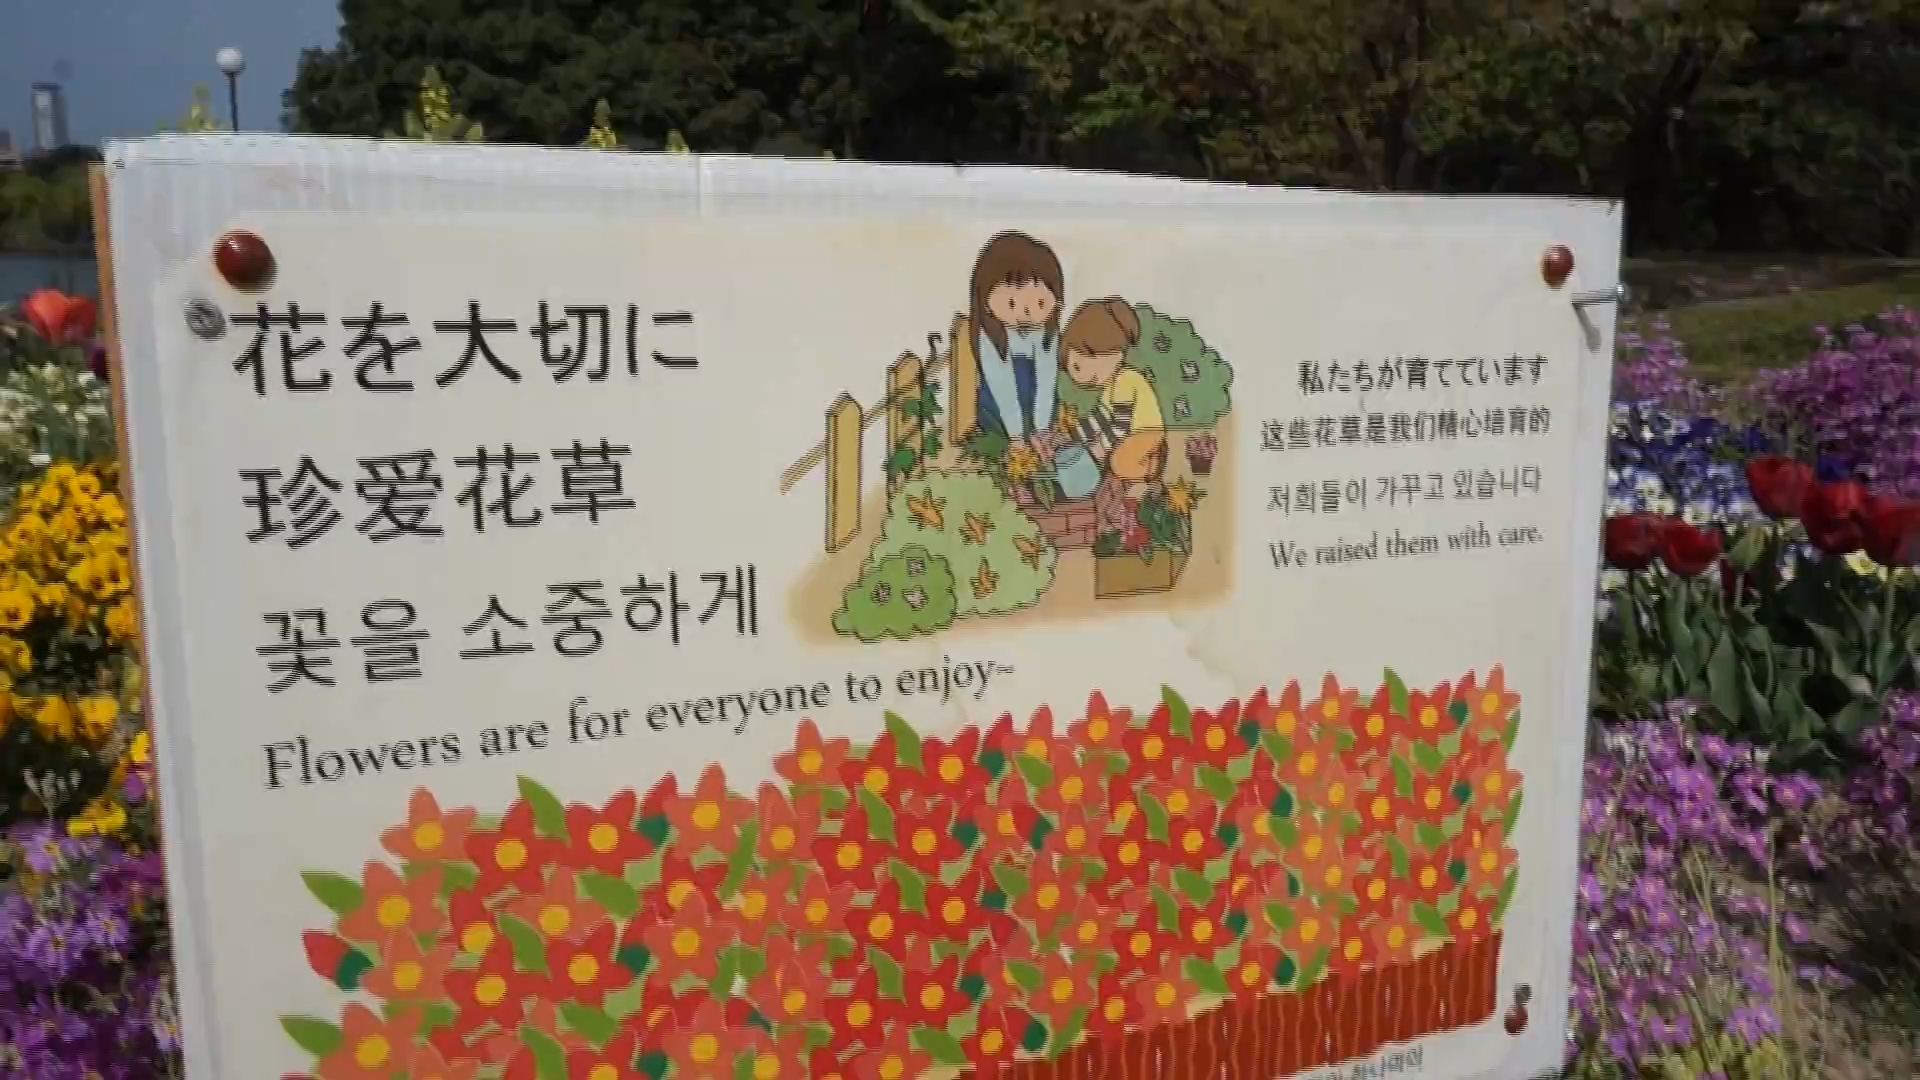 花を大切に
珍爱花草
꽃을 소중하게
Flowers are for everyone to enjoy~
私たちが育てています
这些花草是我们精心培育的
저희들이 가꾸고 있습니다
We raised them with care.